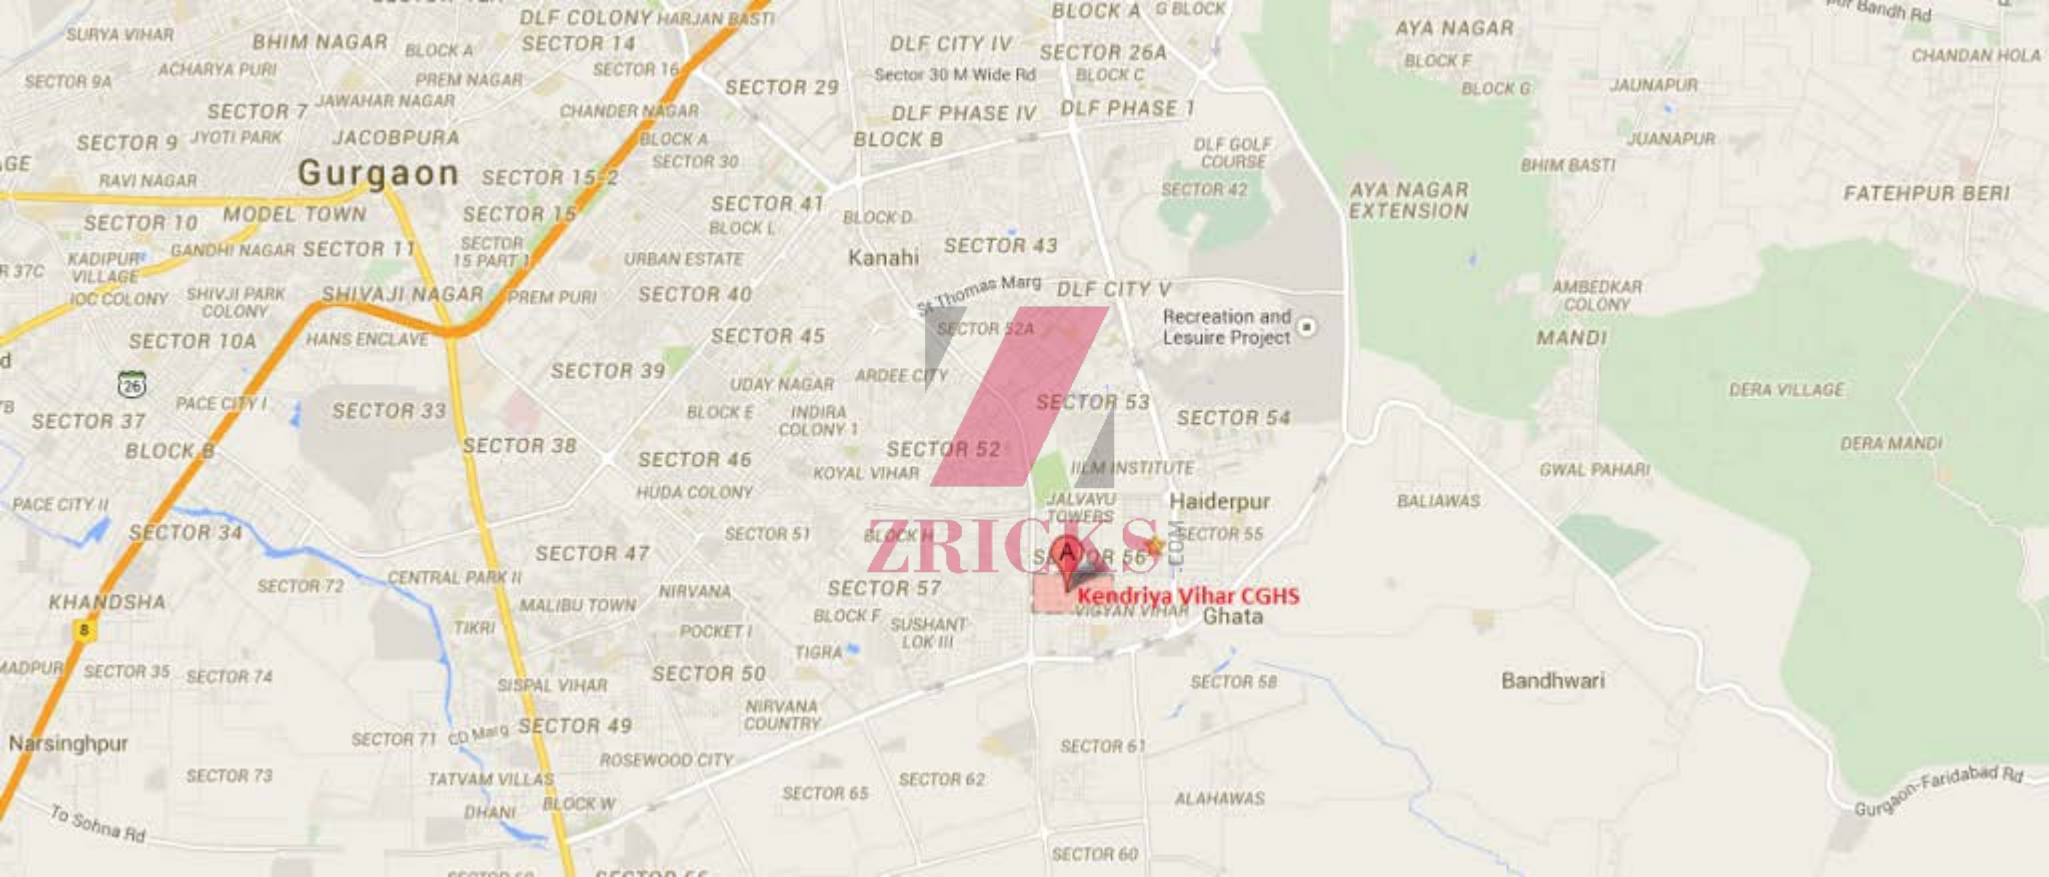 DLF COLONY
HARJAN BASTI
BLOCK A
G BLOCK
Bandh Rd
SURYA VIHAR
BHIM NAGAR
BLOCK A
SECTOR 14
DLF CITY IV
SECTOR 26A
AYA NAGAR
CHANDAN HOLA
SECTOR 9A
ACHARYA PURI
PREM NAGAR
SECTOR 16
SECTOR 29
Sector 30 M Wide Rd
BLOCK C
BLOCK F
BLOCK G
JAUNAPUR
SECTOR 7
JAWAHAR NAGAR
CHANDER NAGAR
DLF PHASE IV
DLF PHASE 1
SECTOR 9
JYOTI PARK
JACOBPURA
BLOCK A
BLOCK B
DLF GOLF
COURSE
JUANAPUR
Gurgaon
SECTOR 30
BHIM BASTI
RAVI NAGAR
SECTOR 15-2
SECTOR 42
AYA NAGAR
EXTENSION
FATEHPUR BERI
SECTOR 10
MODEL TOWN
SECTOR 15
SECTOR 41
BLOCK L
BLOCK D
KADIPUR
VILLAGE
GANDHI NAGAR
SECTOR 11
SECTOR
15 PART 1
URBAN ESTATE
Kanahi
SECTOR 43
R 37C
IOC COLONY
SHIVJI PARK
COLONY
SHIVAJI NAGAR
PREM PURI
SECTOR 40
St Thomas Marg
DLF CITY V
AMBEDKAR
COLONY
SECTOR 10A
HANS ENCLAVE
SECTOR 45
SECTOR 52A
Recreation and
Lesuire Project
MANDI
26
SECTOR 39
UDAY NAGAR
ARDEE CITY
DERA VILLAGE
SECTOR 37
PACE CITY I
SECTOR 33
BLOCK E
INDIRA
COLONY 1
SECTOR 53
SECTOR 54
BLOCK B
SECTOR 38
SECTOR 46
SECTOR 52
DERA MANDI
HUDA COLONY
KOYAL VIHAR
IILM INSTITUTE
GWAL PAHARI
PACE CITY II
JALVAYU
TOWERS
Haiderpur
BALIAWAS
SECTOR 34
SECTOR 51
BLOCK H
SECTOR 55
ZRICKS
.COM
A
SECTOR 47
SECTOR 56
SECTOR 72
CENTRAL PARK II
NIRVANA
SECTOR 57
Kendriya Vihar CGHS
KHANDSHA
MALIBU TOWN
BLOCK F
VIGYAN VIHAR
Ghata
8
TIKRI
POCKET I
SUSHANT
LOK III
TIGRA
MADPUR
SECTOR 35
SECTOR 74
SISPAL VIHAR
SECTOR 50
SECTOR 58
Bandhwari
NIRVANA
COUNTRY
Narsinghpur
SECTOR 71
CD Marg
SECTOR 49
SECTOR 61
SECTOR 73
TATVAM VILLAS
ROSEWOOD CITY
SECTOR 65
SECTOR 62
ALAHAWAS
Gurgaon-Faridabad Rd
To Sohna Rd
DHANI
BLOCK W
SECTOR 60